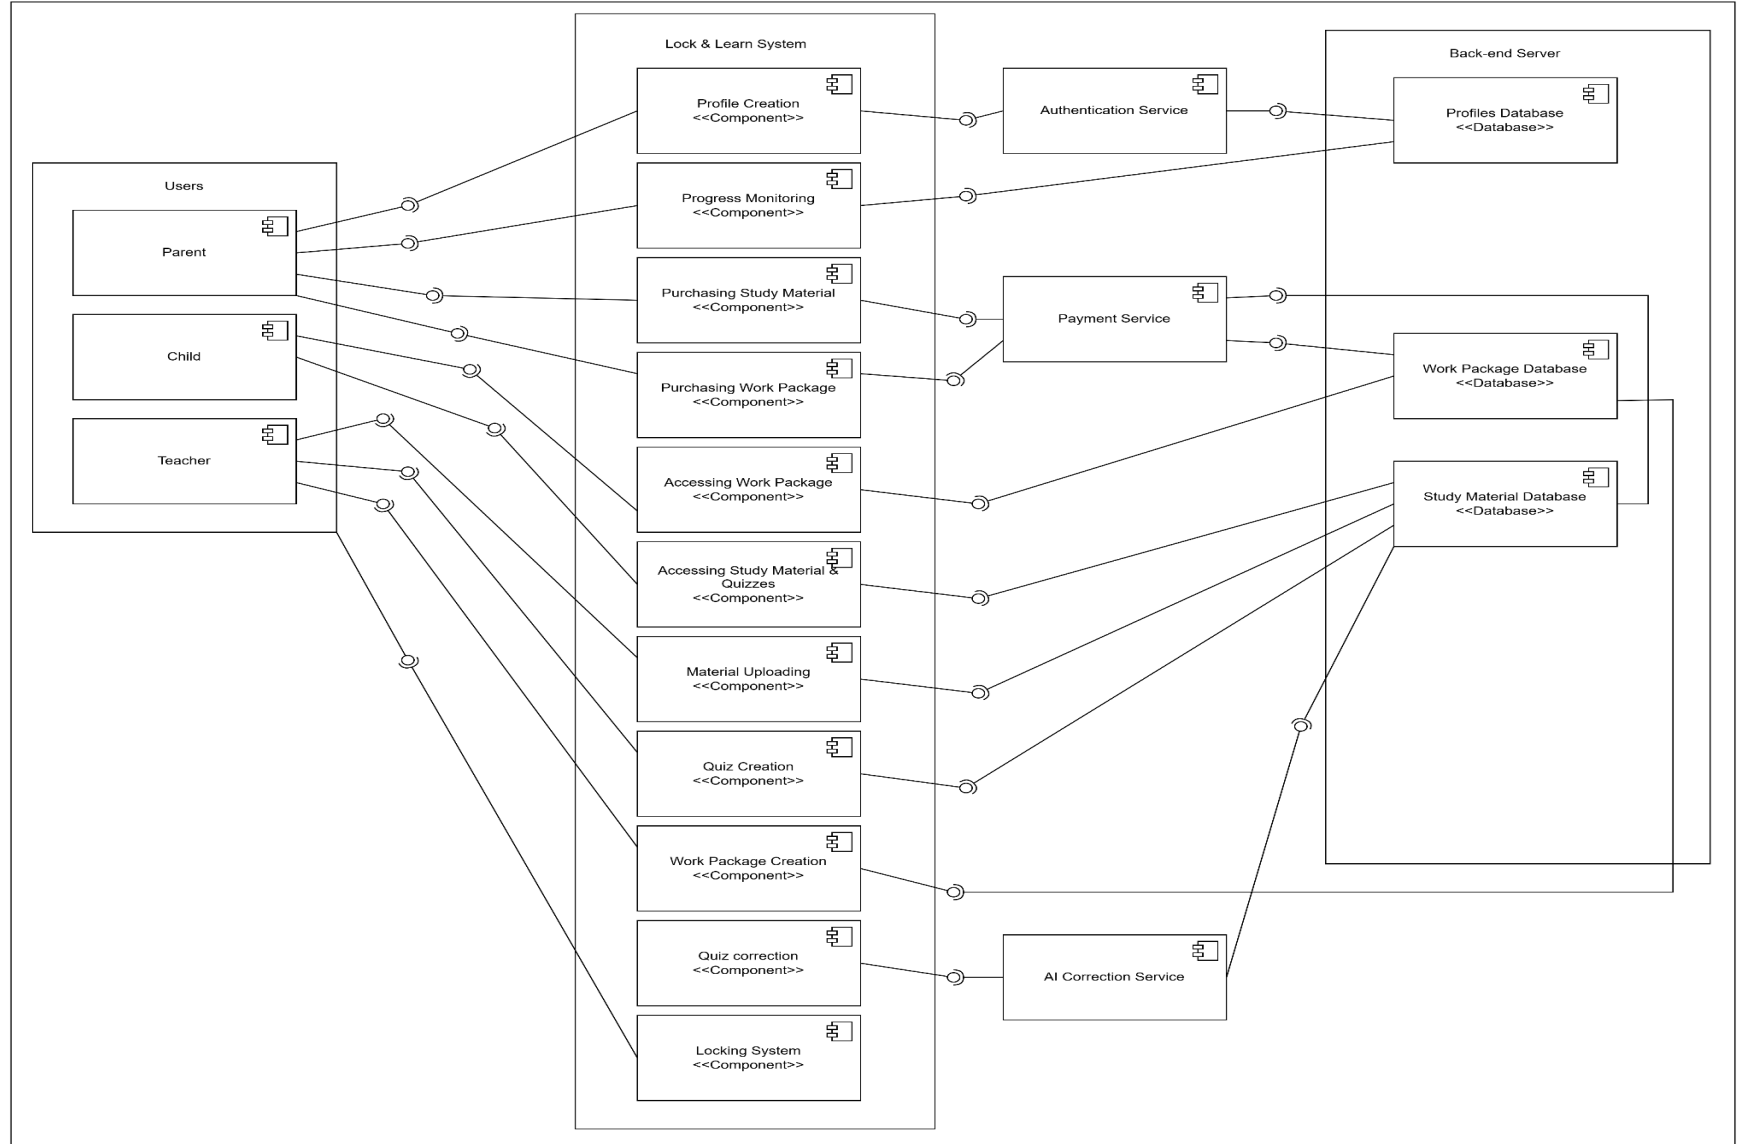 Users
Parent
Child
Teacher
Lock & Learn System
Profile Creation
<<Component>>
Progress Monitoring
<<Component>>
Purchasing Study Material
<<Component>>
Purchasing Work Package
<<Component>>
Accessing Work Package
<<Component>>
Accessing Study Material &
Quizzes
<<Component>>
Material Uploading
<<Component>>
Quiz Creation
<<Component>>
Work Package Creation
<<Component>>
Quiz correction
<<Component>>
Locking System
<<Component>>
Authentication Service
Payment Service
AI Correction Service
Back-end Server
Profiles Database
<<Database>>
Work Package Database
<<Database>>
Study Material Database
<<Database>>